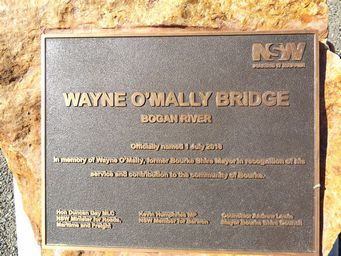 NSW
WAYNE O'MALLY BRIDGE
BOGAN RIVER
Officially named 1 July 2016
In memory of Wayne O'Mally, former Bourke Shire Mayor in recognition of his
service and contribution to the community of Bourke.
Hon Duncan Gay MLC
NSW Minister for Roads,
Maritime and Freight
Kevin Humphries MP
NSW Member for Barwon
Councillor Andrew Lewis
Mayor Bourke Shire Council